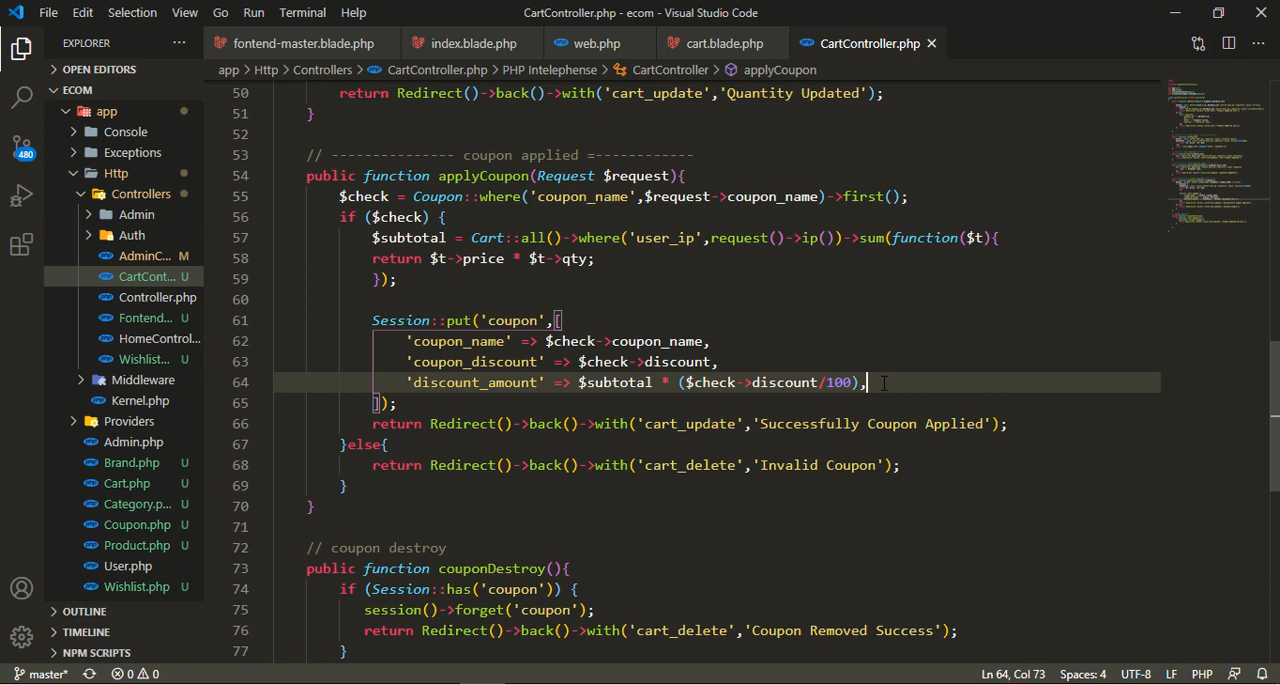 File Edit Selection View Go Run Terminal Help CartController.php - ecom - Visual Studio Code
EXPLORER
fontend-master.blade.php index.blade.php web.php cart.blade.php CartController.php
OPEN EDITORS
app > Http > Controllers > CartController.php > PHP Intelephense > CartController > applyCoupon
ECOM
app
Console
Exceptions
Http
Controllers
Admin
Auth
AdminC... M
CartCont... U
Controller.php
Fontend... U
HomeControl...
Wishlist... U
Middleware
Kernel.php
Providers
Admin.php
Brand.php U
Cart.php U
Category.p... U
Coupon.php U
Product.php U
User.php
Wishlist.php U
OUTLINE
TIMELINE
NPM SCRIPTS
480
50 return Redirect()->back()->with('cart_update','Quantity Updated');
51 }
52
53 // --------------- coupon applied =------------
54 public function applyCoupon(Request $request){
55 $check = Coupon::where('coupon_name',$request->coupon_name)->first();
56 if ($check) {
57 $subtotal = Cart::all()->where('user_ip',request()->ip())->sum(function($t){
58 return $t->price * $t->qty;
59 });
60
61 Session::put('coupon',[
62 'coupon_name' => $check->coupon_name,
63 'coupon_discount' => $check->discount,
64 'discount_amount' => $subtotal * ($check->discount/100),
65 ]);
66 return Redirect()->back()->with('cart_update','Successfully Coupon Applied');
67 }else{
68 return Redirect()->back()->with('cart_delete','Invalid Coupon');
69 }
70 }
71
72 // coupon destroy
73 public function couponDestroy(){
74 if (Session::has('coupon')) {
75 session()->forget('coupon');
76 return Redirect()->back()->with('cart_delete','Coupon Removed Success');
77 }
master* 0 0 Ln 64, Col 73 Spaces: 4 UTF-8 LF PHP